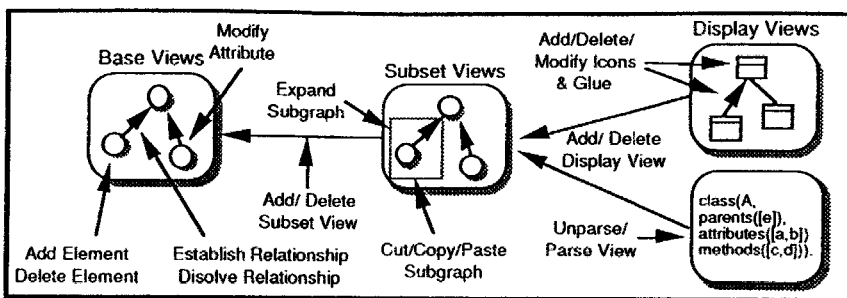 Base Views
Modify
Attribute
Expand
Subgraph
Subset Views
Add/Delete/
Modify Icons
& Glue
Display Views
Add/ Delete
Display View
Add/ Delete
Subset View
Add Element
Delete Element
Establish Relationship
Disolve Relationship
Cut/Copy/Paste
Subgraph
Unparse/
Parse View
class(A,
parents([e]),
attributes([a,b])
methods([c,d])).